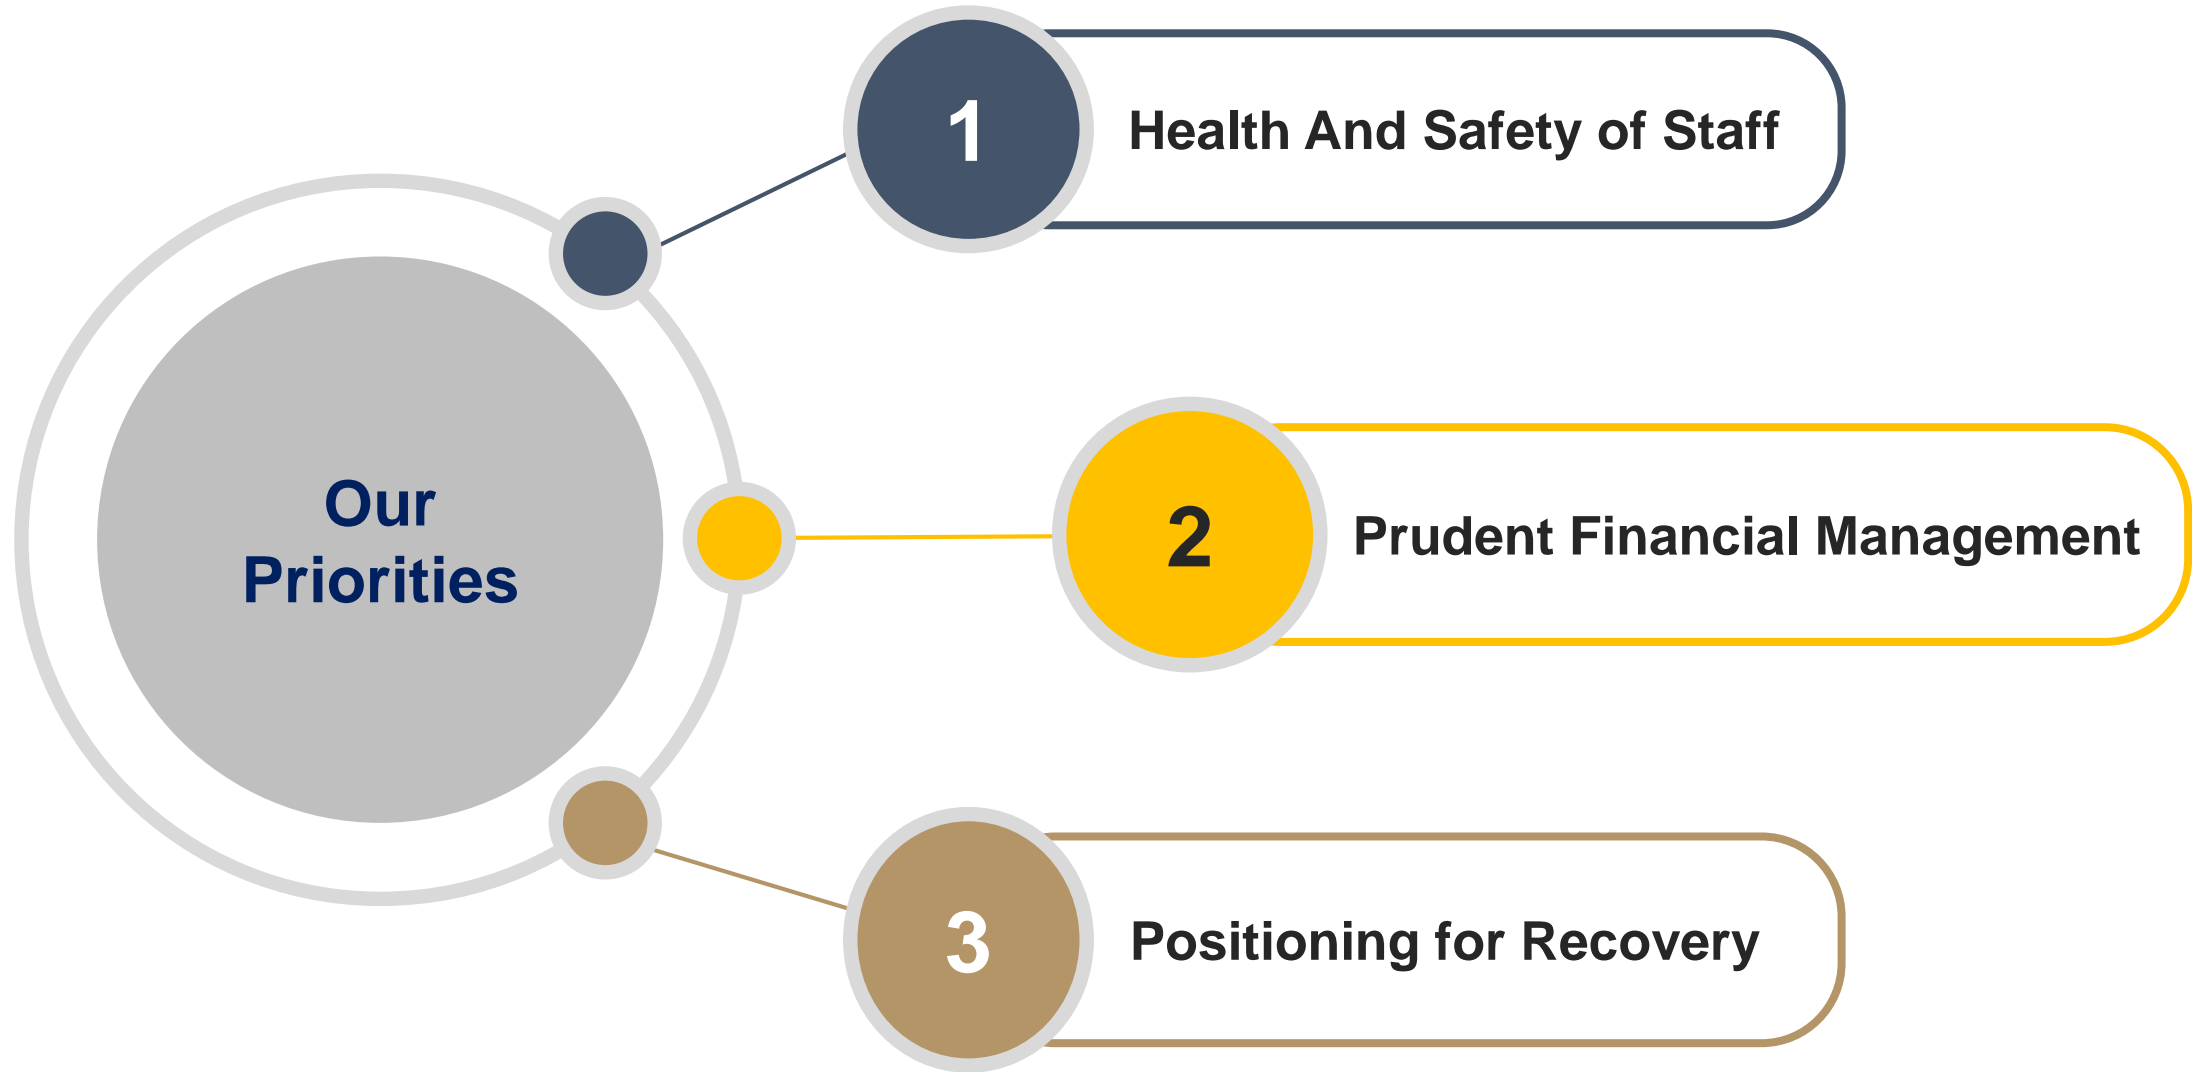 Our
Priorities
1
Health And Safety of Staff
2
Prudent Financial Management
3
Positioning for Recovery